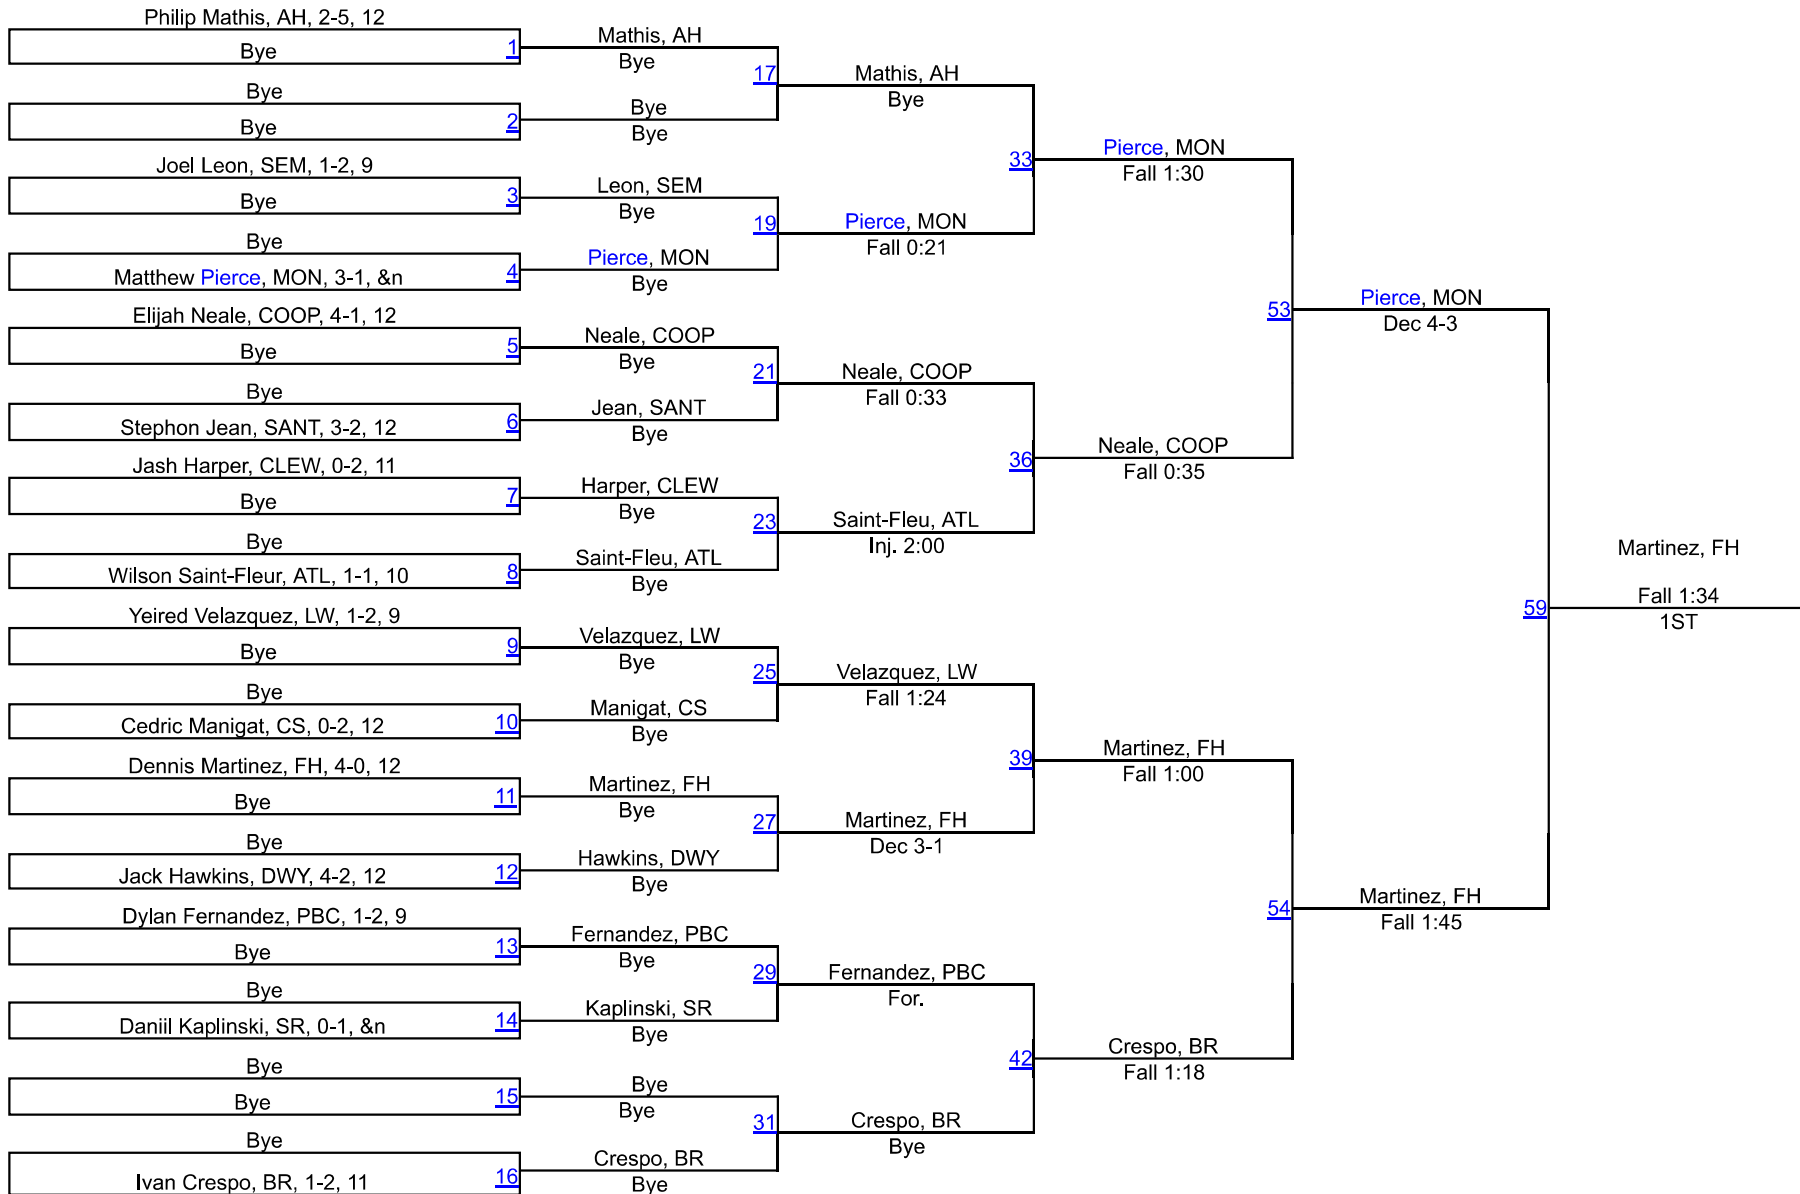 Philip Mathis, AH, 2-5, 12
Bye
1
Bye
Bye
2
Joel Leon, SEM, 1-2, 9
Bye
3
Bye
Matthew Pierce, MON, 3-1, &n
4
Elijah Neale, COOP, 4-1, 12
Bye
5
Bye
Stephon Jean, SANT, 3-2, 12
6
Jash Harper, CLEW, 0-2, 11
Bye
7
Bye
Wilson Saint-Fleur, ATL, 1-1, 10
8
Yeired Velazquez, LW, 1-2, 9
Bye
9
Bye
Cedric Manigat, CS, 0-2, 12
10
Dennis Martinez, FH, 4-0, 12
Bye
11
Bye
Jack Hawkins, DWY, 4-2, 12
12
Dylan Fernandez, PBC, 1-2, 9
Bye
13
Bye
Daniil Kaplinski, SR, 0-1, &n
14
Bye
Bye
15
Bye
Ivan Crespo, BR, 1-2, 11
16
Mathis, AH
Bye
17
Bye
Bye
Leon, SEM
Bye
19
Pierce, MON
Bye
Neale, COOP
Bye
21
Jean, SANT
Bye
Harper, CLEW
Bye
23
Saint-Fleu, ATL
Bye
Velazquez, LW
Bye
25
Manigat, CS
Bye
Martinez, FH
Bye
27
Hawkins, DWY
Bye
Fernandez, PBC
Bye
29
Kaplinski, SR
Bye
Bye
Bye
31
Crespo, BR
Bye
Mathis, AH
Bye
33
Pierce, MON
Fall 0:21
Neale, COOP
Fall 0:33
36
Saint-Fleu, ATL
Inj. 2:00
Velazquez, LW
Fall 1:24
39
Martinez, FH
Dec 3-1
Fernandez, PBC
For.
42
Crespo, BR
Bye
Pierce, MON
Fall 1:30
53
Neale, COOP
Fall 0:35
Martinez, FH
Fall 1:00
54
Crespo, BR
Fall 1:18
Pierce, MON
Dec 4-3
59
Martinez, FH
Fall 1:45
Martinez, FH
Fall 1:34
1ST